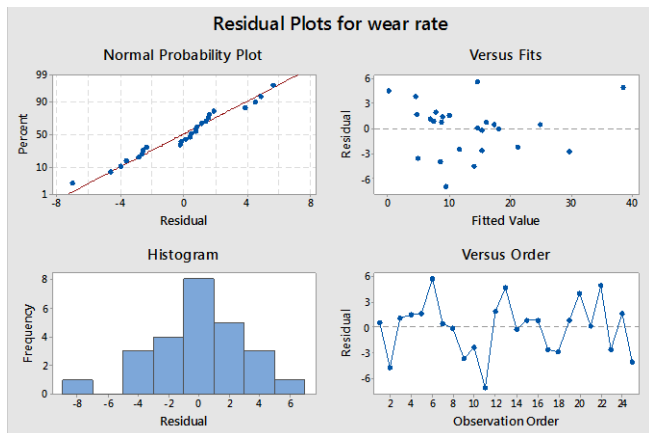 Residual Plots for wear rate
Normal Probability Plot
99
90
50
10
1
Percent
-8 -4 0 4 8
Residual
Versus Fits
6
3
0
-3
-6
Residual
0 10 20 30 40
Fitted Value
Histogram
8
6
4
2
0
Frequency
-8 -6 -4 -2 0 2 4 6
Residual
Versus Order
6
3
0
-3
-6
Residual
2 4 6 8 10 12 14 16 18 20 22 24
Observation Order